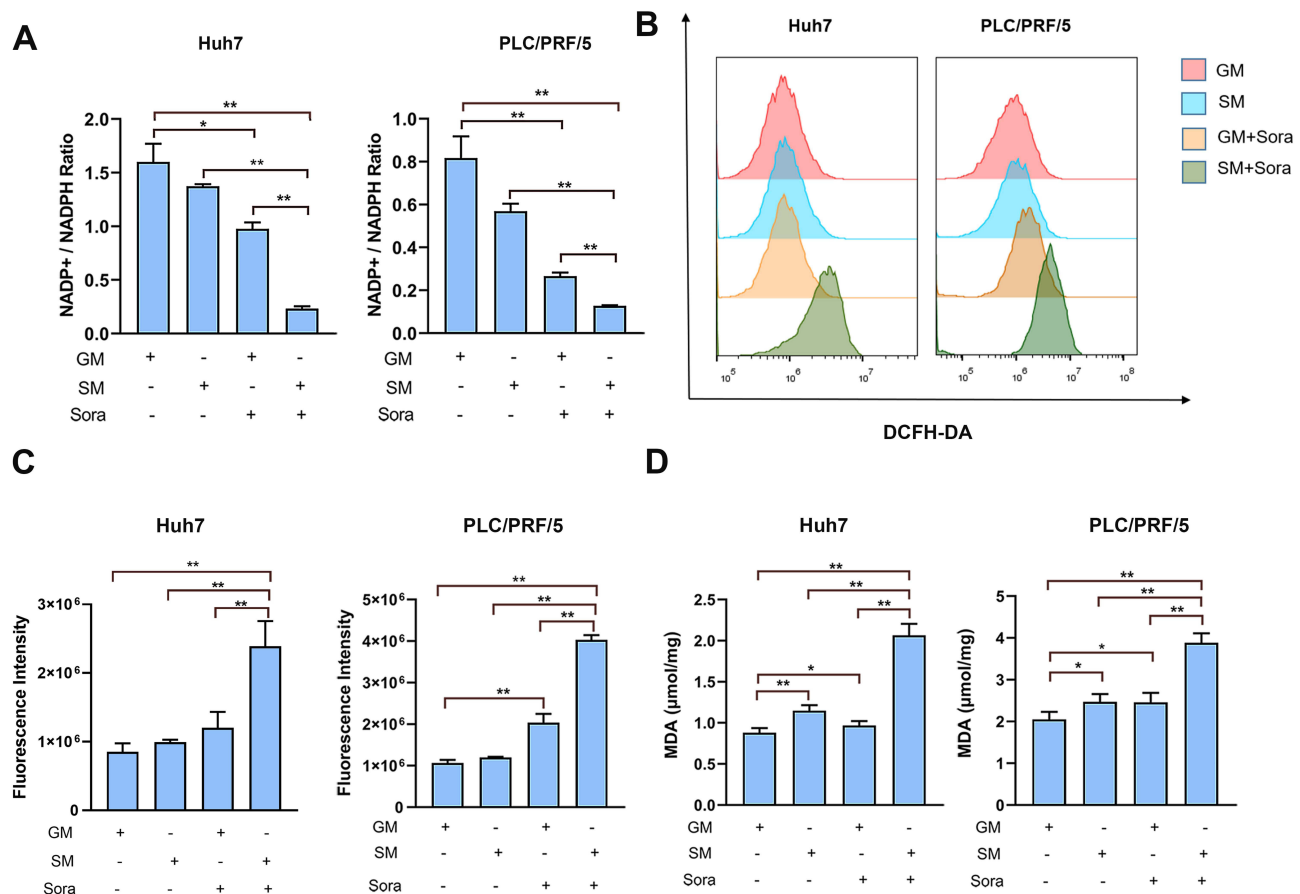 A
Huh7
PLC/PRF/5
NADP+ / NADPH Ratio
2.0
1.5
1.0
0.5
0.0
**
*
**
**
GM + - + -
SM - + - +
Sora - - + +
NADP+ / NADPH Ratio
1.0
0.8
0.6
0.4
0.2
0.0
**
**
**
**
GM + - + -
SM - + - +
Sora - - + +
B
Huh7
PLC/PRF/5
GM
SM
GM+Sora
SM+Sora
10^5 10^6 10^7
10^5 10^6 10^7 10^8
DCFH-DA
C
Huh7
PLC/PRF/5
Fluorescence Intensity
3×10^6
2×10^6
1×10^6
0
**
**
**
GM + - + -
SM - + - +
Sora - - + +
Fluorescence Intensity
5×10^6
4×10^6
3×10^6
2×10^6
1×10^6
0
**
**
**
**
GM + - + -
SM - + - +
Sora - - + +
D
Huh7
PLC/PRF/5
MDA (μmol/mg)
2.5
2.0
1.5
1.0
0.5
0.0
**
**
**
*
**
GM + - + -
SM - + - +
Sora - - + +
MDA (μmol/mg)
5
4
3
2
1
0
**
**
**
*
*
GM + - + -
SM - + - +
Sora - - + +